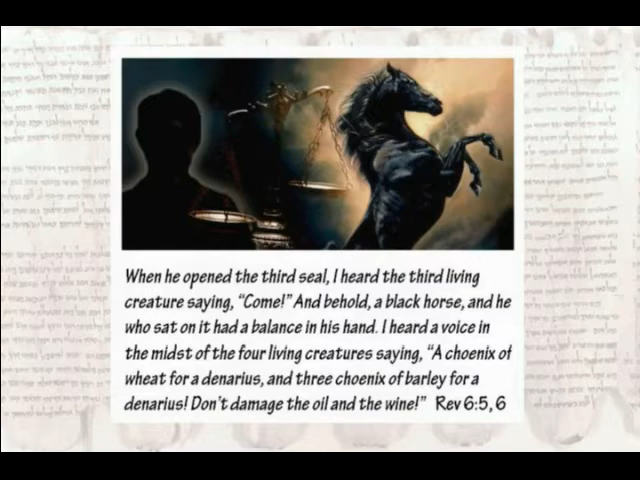 When he opened the third seal, I heard the third living
creature saying, "Come!" And behold, a black horse, and he
who sat on it had a balance in his hand. I heard a voice in
the midst of the four living creatures saying, "A choenix of
wheat for a denarius, and three choenix of barley for a
denarius! Don't damage the oil and the wine!" Rev 6:5, 6